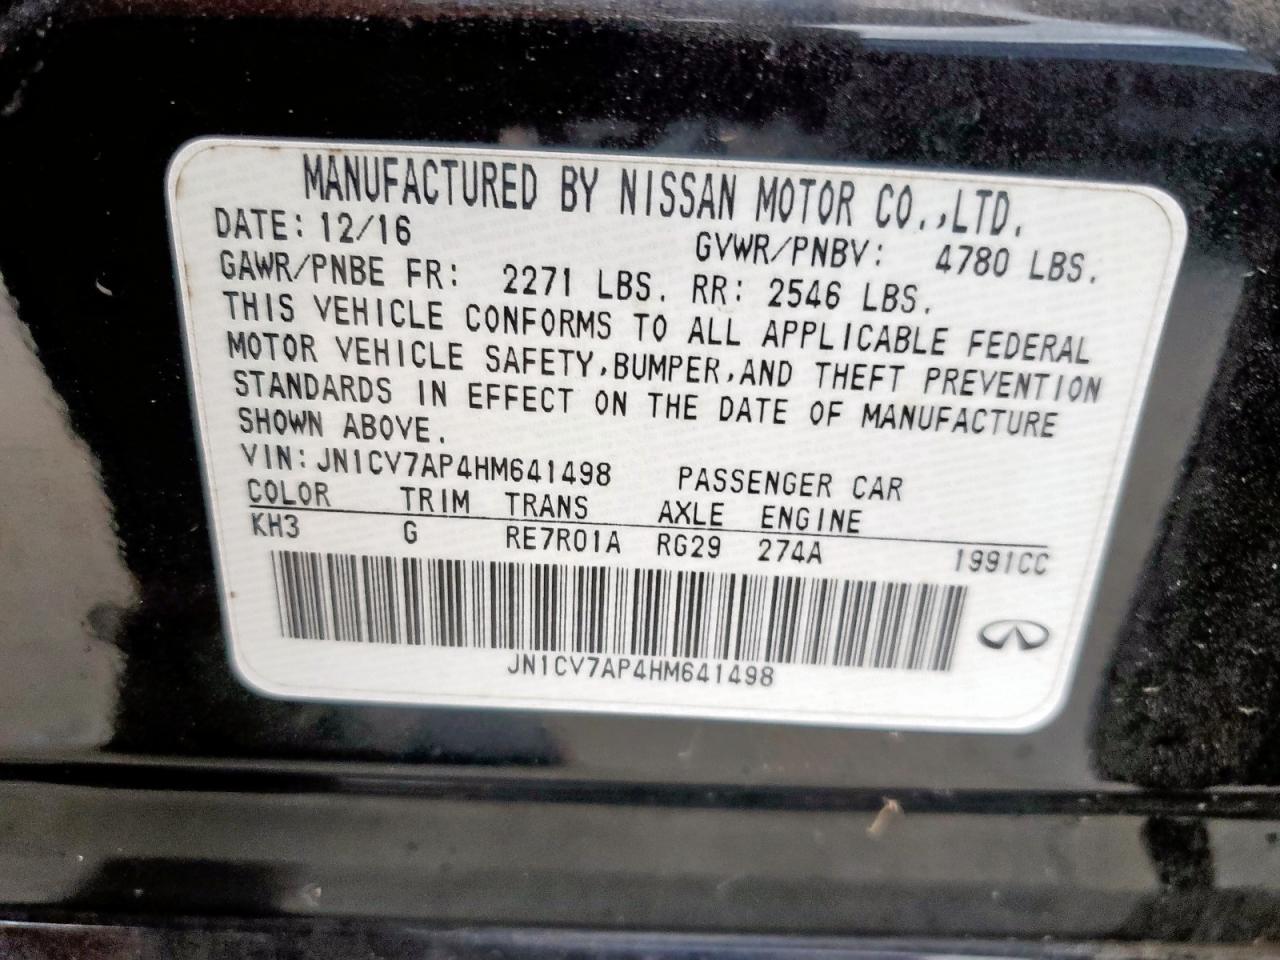 MANUFACTURED BY NISSAN MOTOR CO.,LTD.
DATE: 12/16 GVWR/PNBV: 4780 LBS.
GAWR/PNBE FR: 2271 LBS. RR: 2546 LBS.
THIS VEHICLE CONFORMS TO ALL APPLICABLE FEDERAL
MOTOR VEHICLE SAFETY,BUMPER,AND THEFT PREVENTION
STANDARDS IN EFFECT ON THE DATE OF MANUFACTURE
SHOWN ABOVE.
VIN:JN1CV7AP4HM641498 PASSENGER CAR
COLOR TRIM TRANS AXLE ENGINE
KH3 G RE7R01A RG29 274A 1991CC
JN1CV7AP4HM641498